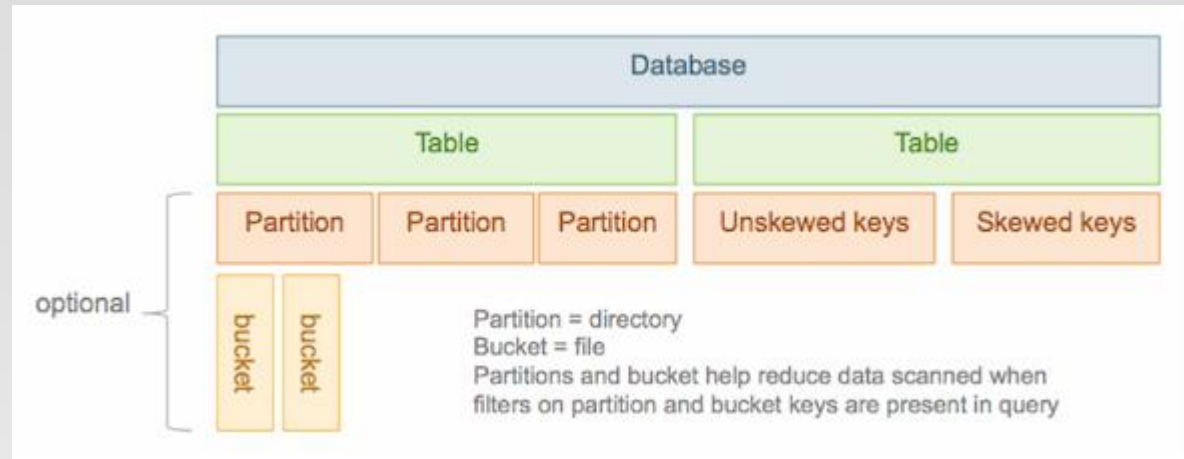 Database
Table Table
Partition Partition Partition Unskewed keys Skewed keys
optional
bucket bucket
Partition = directory
Bucket = file
Partitions and bucket help reduce data scanned when
filters on partition and bucket keys are present in query